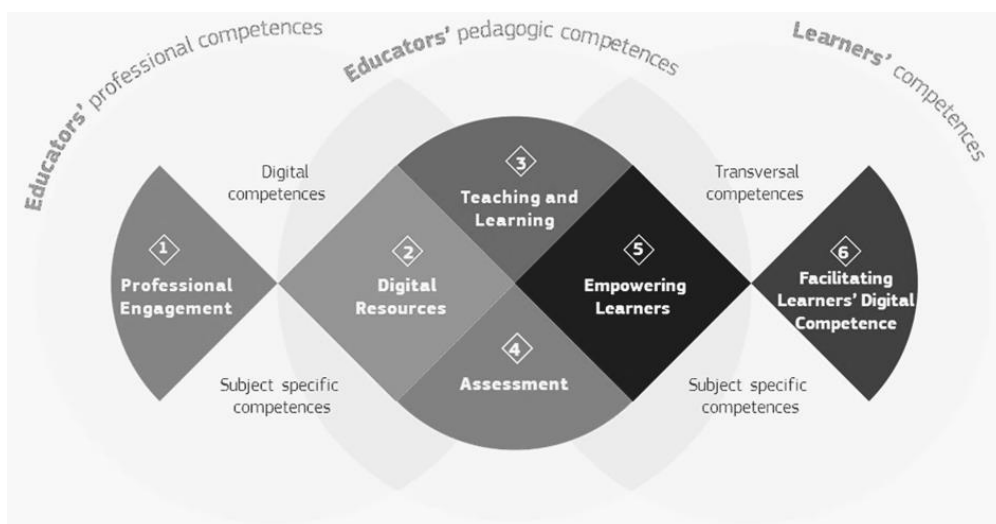 Educators' professional competences
Educators' pedagogic competences
Learners' competences
Digital
competences
Transversal
competences
1
Professional
Engagement
2
Digital
Resources
3
Teaching and
Learning
4
Assessment
5
Empowering
Learners
6
Facilitating
Learners' Digital
Competence
Subject specific
competences
Subject specific
competences